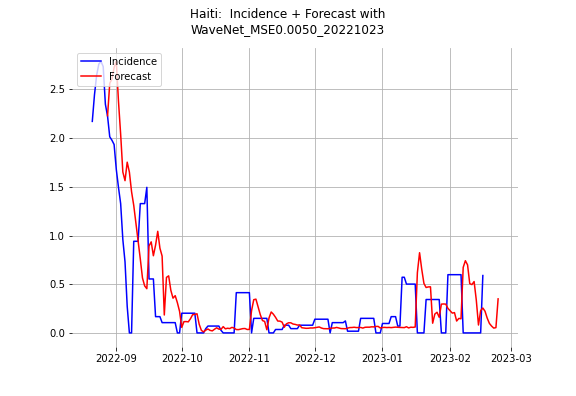 Haiti:  Incidence + Forecast with
WaveNet_MSE0.0050_20221023
Incidence
Forecast
2.5
2.0
1.5
1.0
0.5
0.0
2022-09 2022-10 2022-11 2022-12 2023-01 2023-02 2023-03